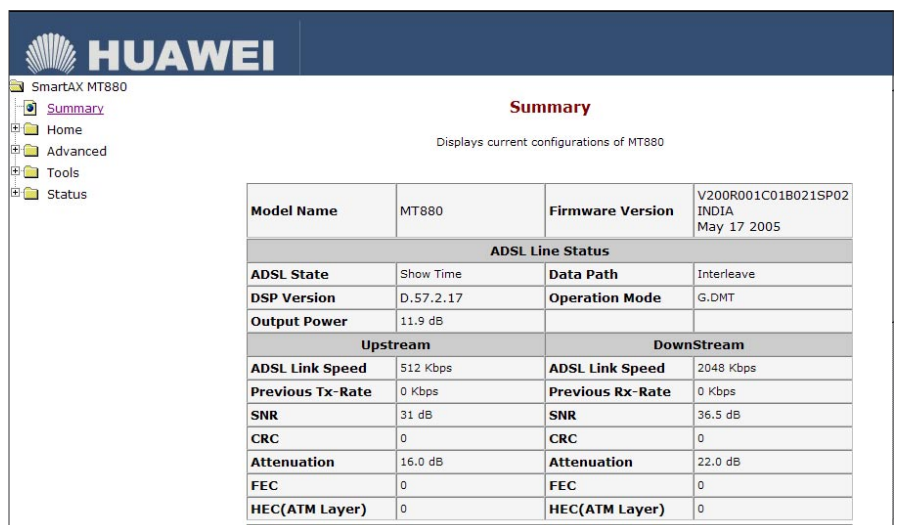 HUAWEI
SmartAX MT880
Summary
Home
Advanced
Tools
Status
Summary
Displays current configurations of MT880
Model Name MT880 Firmware Version V200R001C01B021SP02
INDIA
May 17 2005
ADSL Line Status
ADSL State Show Time Data Path Interleave
DSP Version D.57.2.17 Operation Mode G.DMT
Output Power 11.9 dB
Upstream DownStream
ADSL Link Speed 512 Kbps ADSL Link Speed 2048 Kbps
Previous Tx-Rate 0 Kbps Previous Rx-Rate 0 Kbps
SNR 31 dB SNR 36.5 dB
CRC 0 CRC 0
Attenuation 16.0 dB Attenuation 22.0 dB
FEC 0 FEC 0
HEC(ATM Layer) 0 HEC(ATM Layer) 0